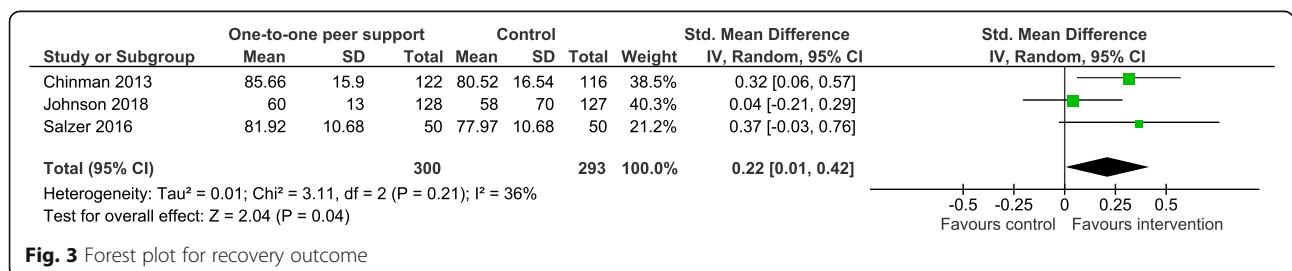 One-to-one peer support Control Std. Mean Difference Std. Mean Difference
Study or Subgroup Mean SD Total Mean SD Total Weight IV, Random, 95% CI IV, Random, 95% CI
Chinman 2013 85.66 15.9 122 80.52 16.54 116 38.5% 0.32 [0.06, 0.57]
Johnson 2018 60 13 128 58 70 127 40.3% 0.04 [-0.21, 0.29]
Salzer 2016 81.92 10.68 50 77.97 10.68 50 21.2% 0.37 [-0.03, 0.76]
Total (95% CI) 300 293 100.0% 0.22 [0.01, 0.42]
Heterogeneity: Tau² = 0.01; Chi² = 3.11, df = 2 (P = 0.21); I² = 36%
Test for overall effect: Z = 2.04 (P = 0.04)
-0.5 -0.25 0 0.25 0.5
Favours control Favours intervention
Fig. 3 Forest plot for recovery outcome